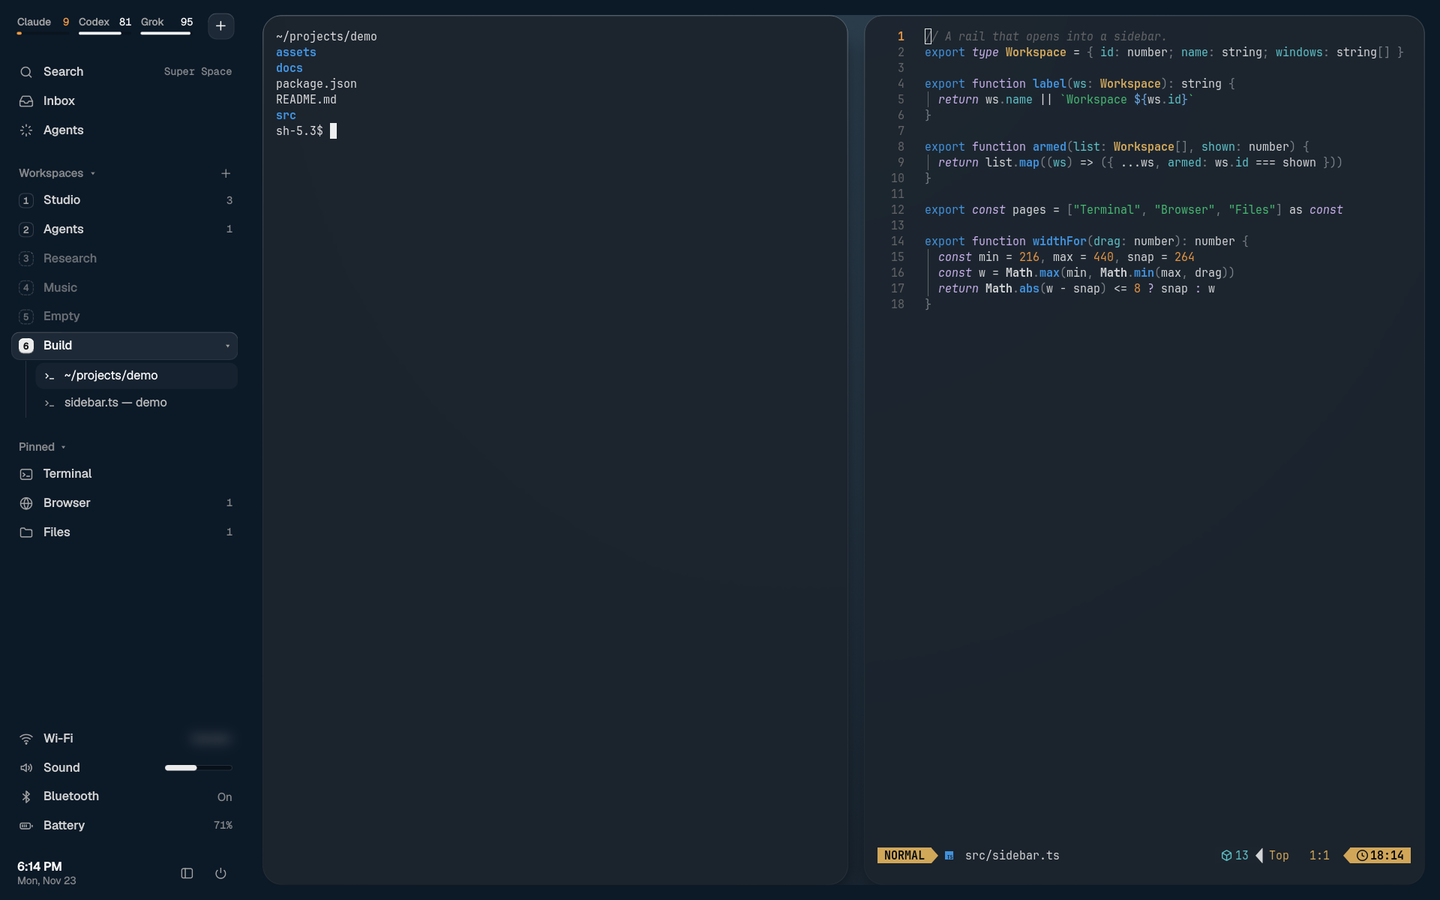 Claude 9 Codex 81 Grok 95
Search Super Space
Inbox
Agents
Workspaces
1 Studio 3
2 Agents 1
3 Research
4 Music
5 Empty
6 Build
~/projects/demo
sidebar.ts — demo
Pinned
Terminal
Browser 1
Files 1
Wi-Fi
Sound
Bluetooth On
Battery 71%
6:14 PM
Mon, Nov 23
~/projects/demo
assets
docs
package.json
README.md
src
sh-5.3$
1 // A rail that opens into a sidebar.
2 export type Workspace = { id: number; name: string; windows: string[] }
3
4 export function label(ws: Workspace): string {
5 return ws.name || `Workspace ${ws.id}`
6 }
7
8 export function armed(list: Workspace[], shown: number) {
9 return list.map((ws) => ({ ...ws, armed: ws.id === shown }))
10 }
11
12 export const pages = ["Terminal", "Browser", "Files"] as const
13
14 export function widthFor(drag: number): number {
15 const min = 216, max = 440, snap = 264
16 const w = Math.max(min, Math.min(max, drag))
17 return Math.abs(w - snap) <= 8 ? snap : w
18 }
NORMAL src/sidebar.ts 13 Top 1:1 18:14